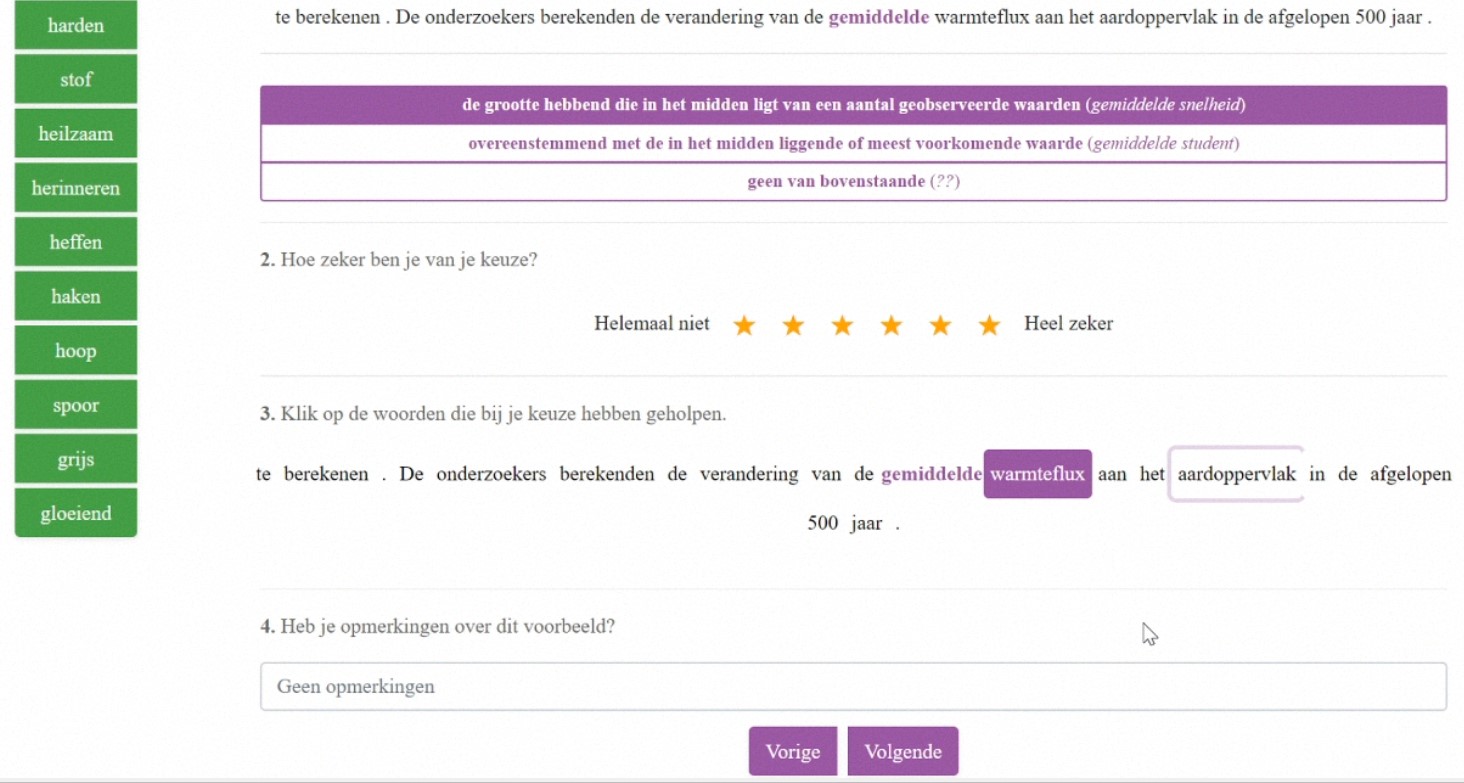 harden
stof
heilzaam
herinneren
heffen
haken
hoop
spoor
grijs
gloeiend
te berekenen . De onderzoekers berekenden de verandering van de gemiddelde warmteflux aan het aardoppervlak in de afgelopen 500 jaar .
de grootte hebbend die in het midden ligt van een aantal geobserveerde waarden (gemiddelde snelheid)
overeenstemmend met de in het midden liggende of meest voorkomende waarde (gemiddelde student)
geen van bovenstaande (??)
2. Hoe zeker ben je van je keuze?
Helemaal niet ★ ★ ★ ★ ★ ★ Heel zeker
3. Klik op de woorden die bij je keuze hebben geholpen.
te berekenen . De onderzoekers berekenden de verandering van de gemiddelde warmteflux aan het aardoppervlak in de afgelopen
500 jaar .
4. Heb je opmerkingen over dit voorbeeld?
Geen opmerkingen
Vorige Volgende